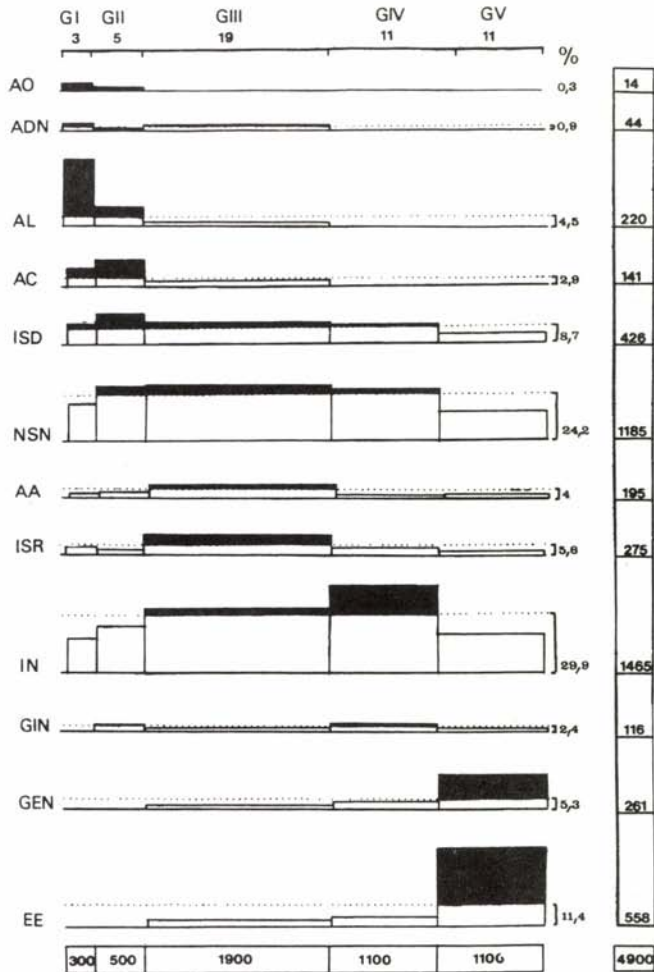 GI GII GIII GIV GV
3 5 19 11 11
%
AO 0,3 14
ADN 0,9 44
AL 4,5 220
AC 2,9 141
ISD 8,7 426
NSN 24,2 1185
AA 4 195
ISR 5,6 275
IN 29,9 1465
GIN 2,4 116
GEN 5,3 261
EE 11,4 558
300 500 1900 1100 1100 4900